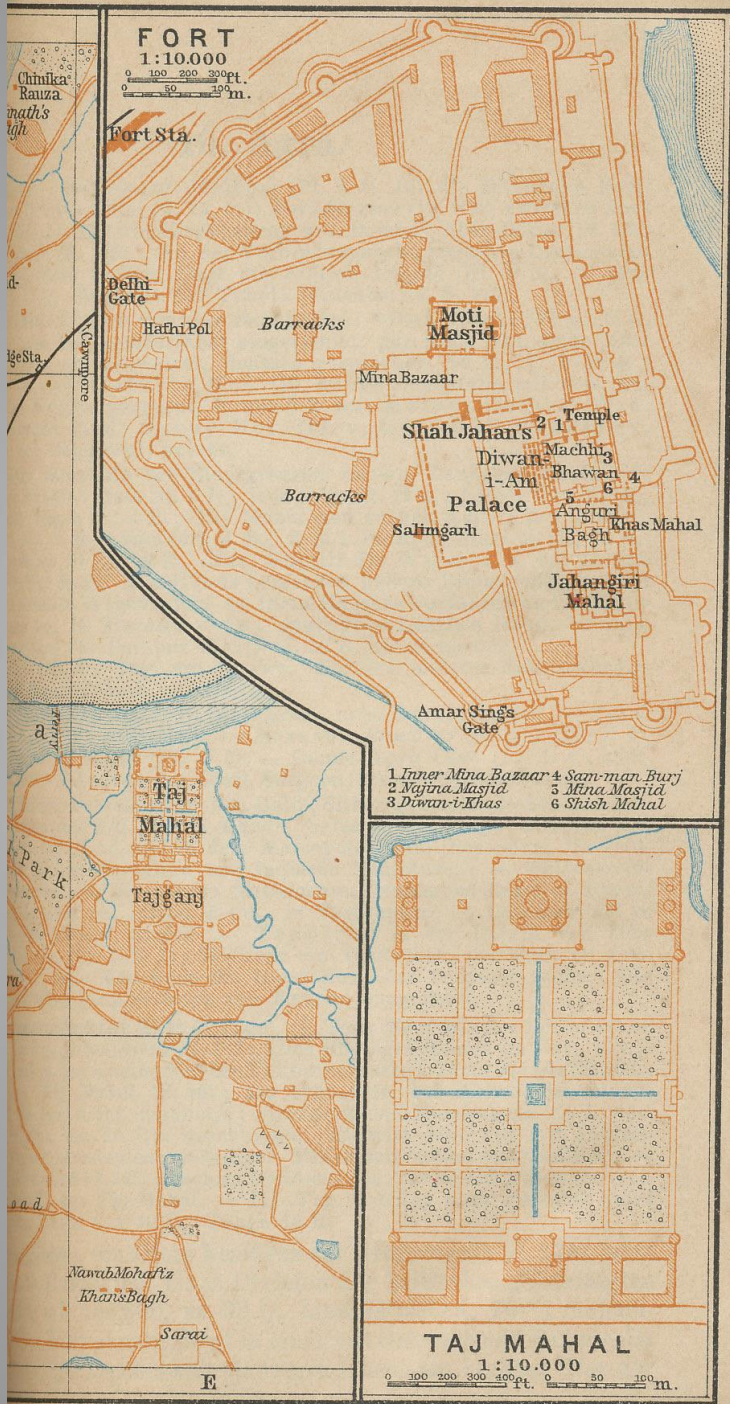 FORT
1:10.000
0 100 200 300 ft.
0 50 100 m.
Chinika
Rauza
Fort Sta.
Delhi
Gate
Hathi Pol
Barracks
Moti
Masjid
Cawnpore
Mina Bazaar
Shah Jahan's
2 1 Temple
Diwan-
i-Am
Machhi 3
Bhawan
6 4
Barracks
5
Palace
Anguri
Bagh
Khas Mahal
Salimgarh
Jahangiri
Mahal
Amar Sing's
Gate
1 Inner Mina Bazaar 4 Sam-man Burj
2 Najina Masjid 5 Mina Masjid
3 Diwan-i-Khas 6 Shish Mahal
a
Ferry
Taj
Mahal
Park
Tajganj
Nawab Mohafiz
Khans Bagh
Sarai
E
TAJ MAHAL
1:10.000
0 100 200 300 400 ft. 0 50 100 m.